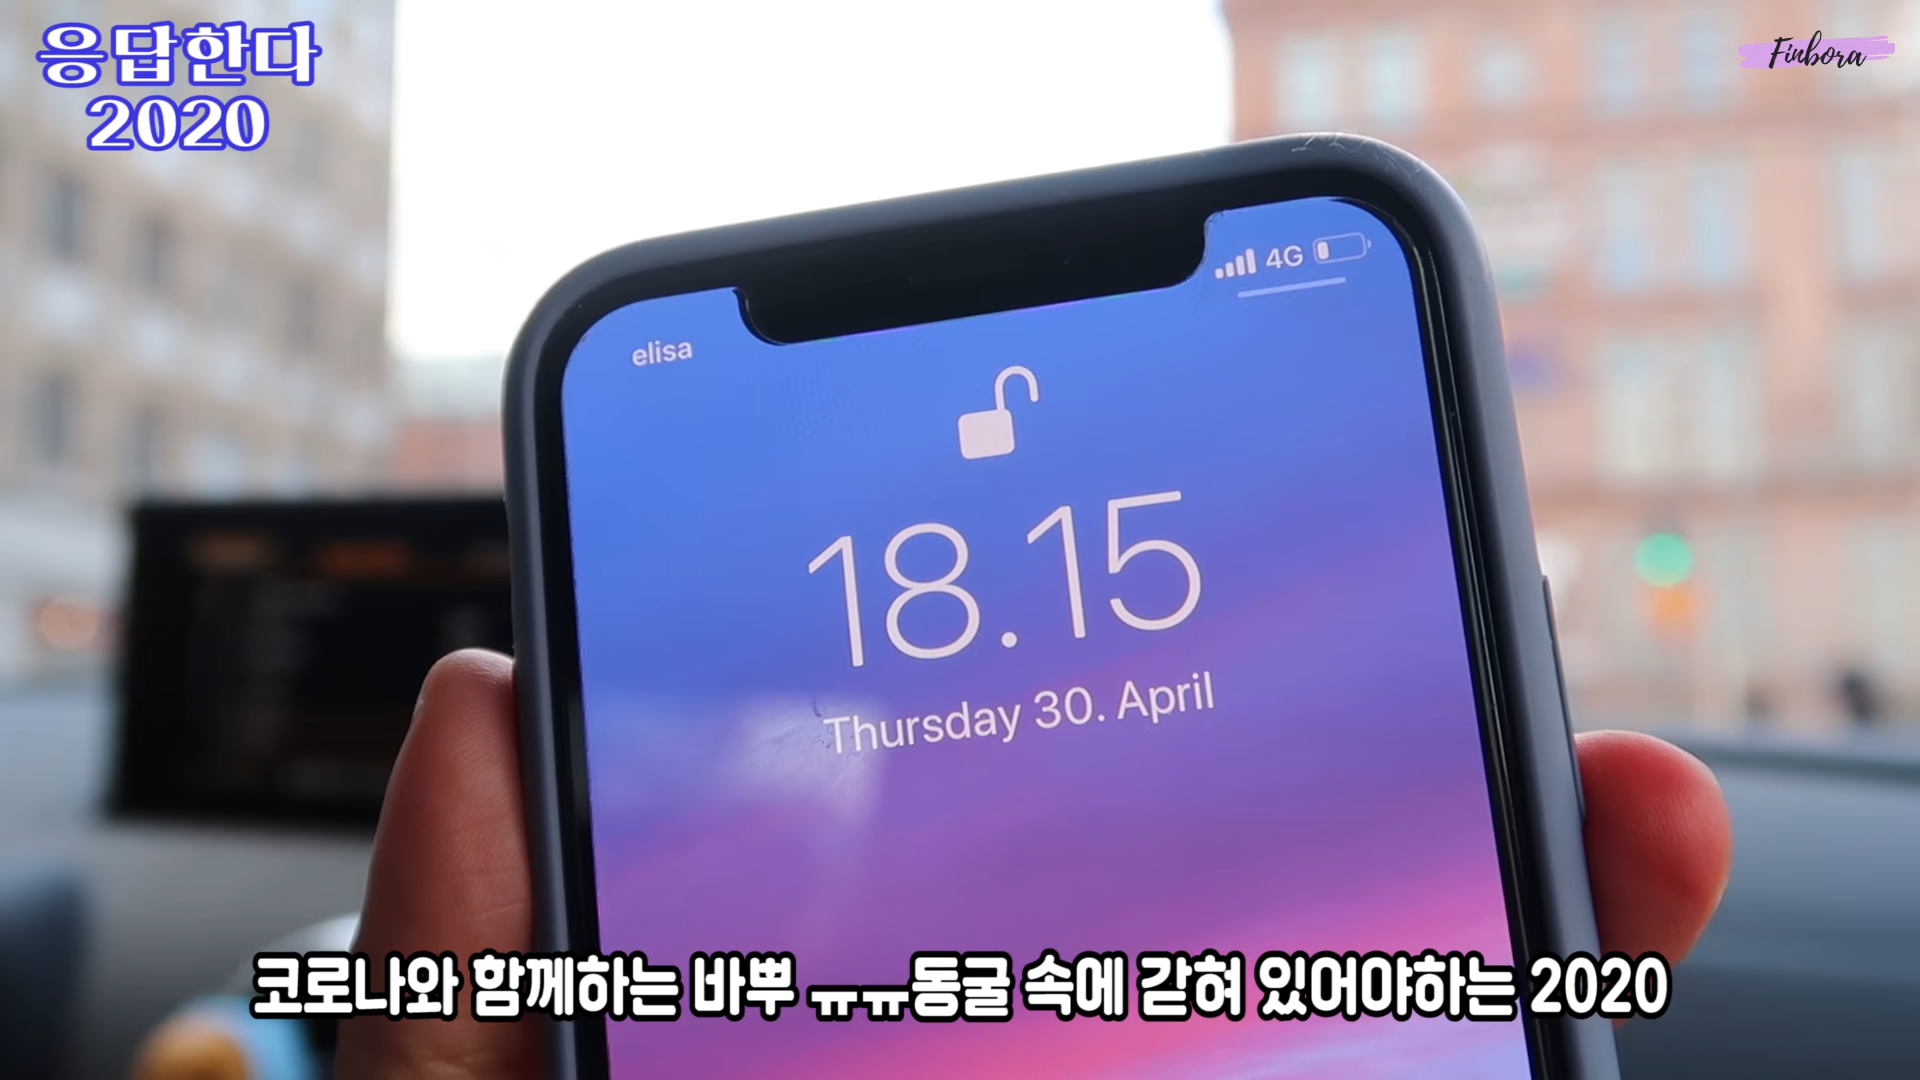 응답한다
2020
Finbora
elisa
4G
18.15
Thursday 30. April
코로나와 함께하는 바뿌 ㅠㅠ동굴 속에 갇혀 있어야하는 2020